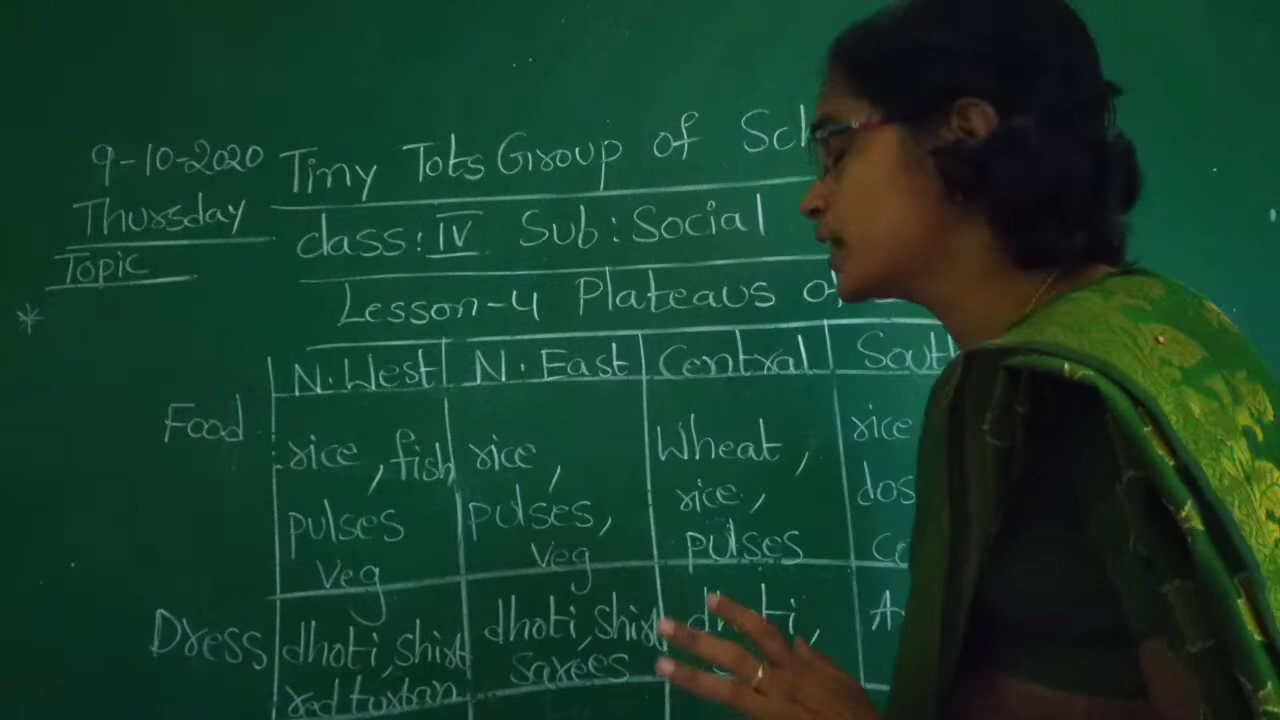 9-10-2020 Tiny Tots Group of Sch
Thursday
class: IV Sub: Social
Topic
*
Lesson-4 Plateaus of
N.West N.East Central Sout
Food
rice, fish rice, Wheat, rice
pulses pulses, rice, dos
Veg veg pulses
Dress dhoti, shirt dhoti, shirt dhoti,
red turban sarees